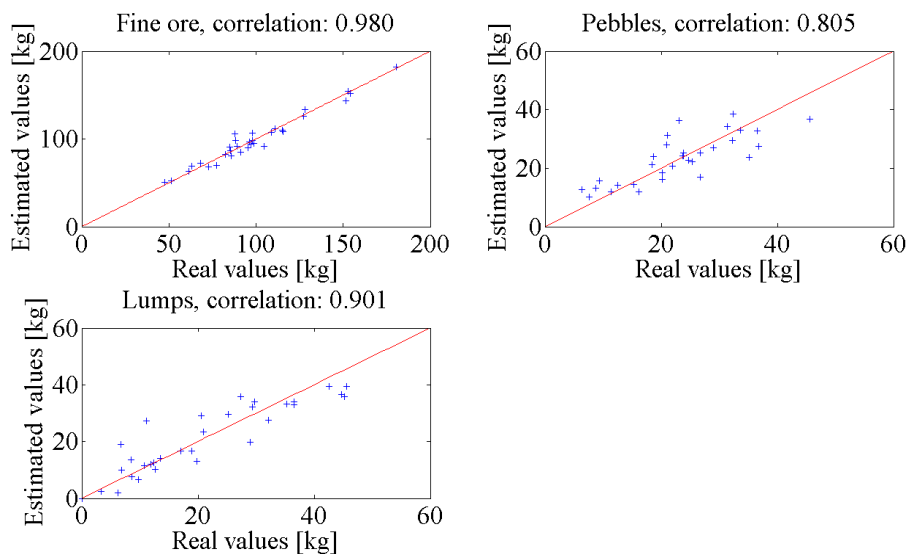 Fine ore, correlation: 0.980
Estimated values [kg]
200
100
0
0 50 100 150 200
Real values [kg]
Pebbles, correlation: 0.805
Estimated values [kg]
60
40
20
0
0 20 40 60
Real values [kg]
Lumps, correlation: 0.901
Estimated values [kg]
60
40
20
0
0 20 40 60
Real values [kg]